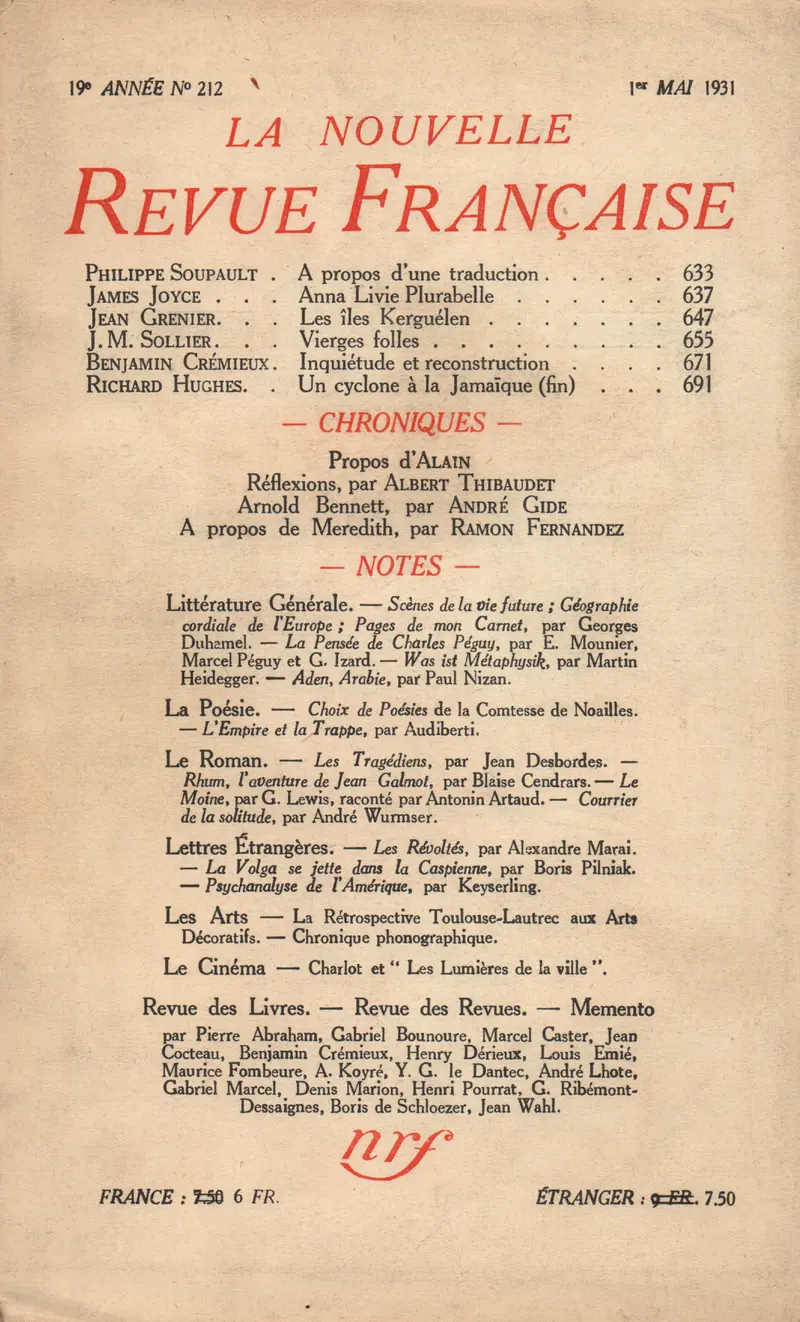 19e ANNÉE No 212
1er MAI 1931
LA NOUVELLE
REVUE FRANÇAISE
PHILIPPE SOUPAULT . A propos d'une traduction . . . . . 633
JAMES JOYCE . . . Anna Livie Plurabelle . . . . . . 637
JEAN GRENIER. . . Les îles Kerguélen . . . . . . . 647
J. M. SOLLIER. . . Vierges folles . . . . . . . . . 655
BENJAMIN CRÉMIEUX. Inquiétude et reconstruction . . . . 671
RICHARD HUGHES. . Un cyclone à la Jamaïque (fin) . . . 691
— CHRONIQUES —
Propos d'ALAIN
Réflexions, par ALBERT THIBAUDET
Arnold Bennett, par ANDRÉ GIDE
A propos de Meredith, par RAMON FERNANDEZ
— NOTES —
Littérature Générale. — Scènes de la vie future ; Géographie
cordiale de l'Europe ; Pages de mon Carnet, par Georges
Duhamel. — La Pensée de Charles Péguy, par E. Mounier,
Marcel Péguy et G. Izard. — Was ist Métaphysik, par Martin
Heidegger. — Aden, Arabie, par Paul Nizan.
La Poésie. — Choix de Poésies de la Comtesse de Noailles.
— L'Empire et la Trappe, par Audiberti.
Le Roman. — Les Tragédiens, par Jean Desbordes. —
Rhum, l'aventure de Jean Galmot, par Blaise Cendrars. — Le
Moine, par G. Lewis, raconté par Antonin Artaud. — Courrier
de la solitude, par André Wurmser.
Lettres Étrangères. — Les Révoltés, par Alexandre Marai.
— La Volga se jette dans la Caspienne, par Boris Pilniak.
— Psychanalyse de l'Amérique, par Keyserling.
Les Arts — La Rétrospective Toulouse-Lautrec aux Arts
Décoratifs. — Chronique phonographique.
Le Cinéma — Charlot et “ Les Lumières de la ville ”.
Revue des Livres. — Revue des Revues. — Memento
par Pierre Abraham, Gabriel Bounoure, Marcel Caster, Jean
Cocteau, Benjamin Crémieux, Henry Dérieux, Louis Emié,
Maurice Fombeure, A. Koyré, Y. G. le Dantec, André Lhote,
Gabriel Marcel, Denis Marion, Henri Pourrat, G. Ribémont-
Dessaignes, Boris de Schloezer, Jean Wahl.
nrf
FRANCE : 7.50 6 FR.
ÉTRANGER : 9 FR. 7.50